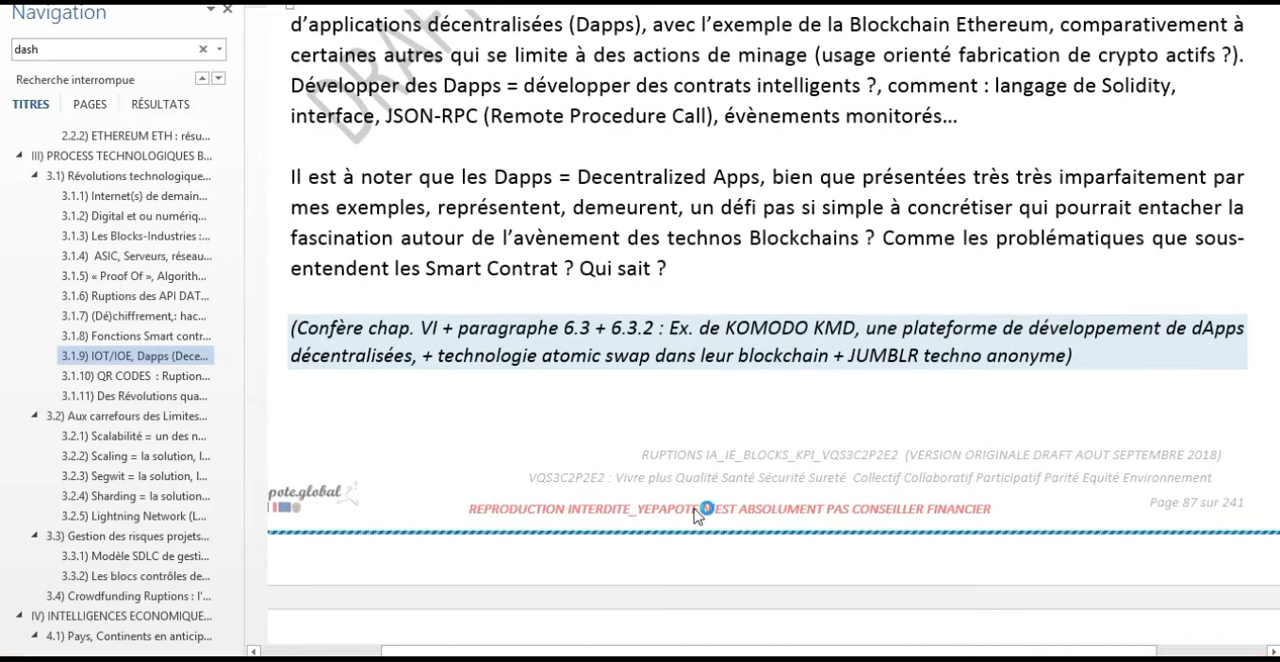 Navigation
dash
Recherche interrompue
TITRES PAGES RÉSULTATS
2.2.2) ETHEREUM ETH : résu...
III) PROCESS TECHNOLOGIQUES B...
3.1) Révolutions technologique...
3.1.1) Internet(s) de demain...
3.1.2) Digital et ou numériq...
3.1.3) Les Blocks-Industries :...
3.1.4) ASIC, Serveurs, réseau...
3.1.5) « Proof Of », Algorith...
3.1.6) Ruptions des API DAT...
3.1.7) (Dé)chiffrement,: hac...
3.1.8) Fonctions Smart contr...
3.1.9) IOT/IOE, Dapps (Dece...
3.1.10) QR CODES : Ruption...
3.1.11) Des Révolutions qua...
3.2) Aux carrefours des Limites...
3.2.1) Scalabilité = un des n...
3.2.2) Scaling = la solution, l...
3.2.3) Segwit = la solution, l...
3.2.4) Sharding = la solution...
3.2.5) Lightning Network (L...
3.3) Gestion des risques projets...
3.3.1) Modèle SDLC de gesti...
3.3.2) Les blocs contrôles de...
3.4) Crowdfunding Ruptions : l'...
IV) INTELLIGENCES ECONOMIQUE...
4.1) Pays, Continents en anticip...
d'applications décentralisées (Dapps), avec l'exemple de la Blockchain Ethereum, comparativement à
certaines autres qui se limite à des actions de minage (usage orienté fabrication de crypto actifs ?).
Développer des Dapps = développer des contrats intelligents ?, comment : langage de Solidity,
interface, JSON-RPC (Remote Procedure Call), évènements monitorés...
Il est à noter que les Dapps = Decentralized Apps, bien que présentées très très imparfaitement par
mes exemples, représentent, demeurent, un défi pas si simple à concrétiser qui pourrait entacher la
fascination autour de l'avènement des technos Blockchains ? Comme les problématiques que sous-
entendent les Smart Contrat ? Qui sait ?
(Confère chap. VI + paragraphe 6.3 + 6.3.2 : Ex. de KOMODO KMD, une plateforme de développement de dApps
décentralisées, + technologie atomic swap dans leur blockchain + JUMBLR techno anonyme)
RUPTIONS IA_IE_BLOCKS_KPI_VQS3C2P2E2 (VERSION ORIGINALE DRAFT AOUT SEPTEMBRE 2018)
VQS3C2P2E2 : Vivre plus Qualité Santé Sécurité Sureté Collectif Collaboratif Participatif Parité Equité Environnement
pote.global
Page 87 sur 241
REPRODUCTION INTERDITE_YEPAPOTE N'EST ABSOLUMENT PAS CONSEILLER FINANCIER
DRAFT